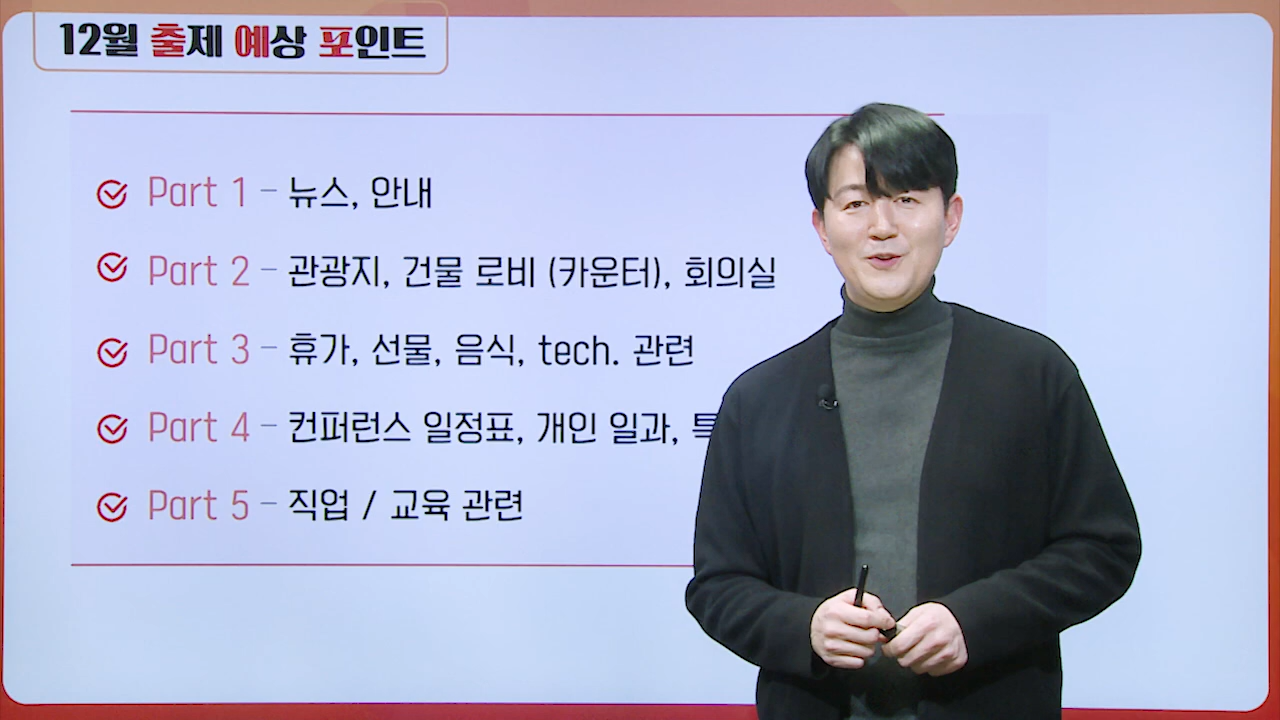 12월 출제 예상 포인트
Part 1 – 뉴스, 안내
Part 2 – 관광지, 건물 로비 (카운터), 회의실
Part 3 – 휴가, 선물, 음식, tech. 관련
Part 4 – 컨퍼런스 일정표, 개인 일과,
Part 5 – 직업 / 교육 관련